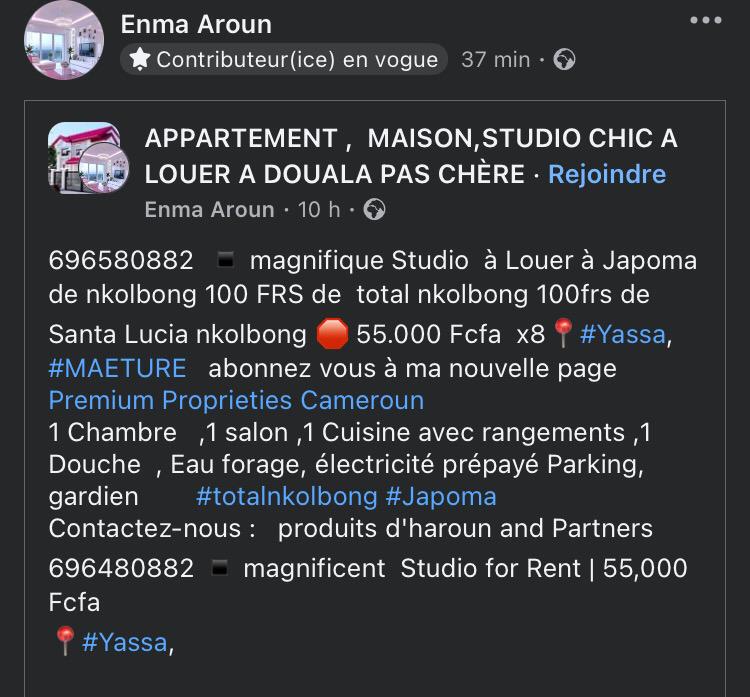 Enma Aroun
Contributeur(ice) en vogue 37 min ·
APPARTEMENT , MAISON,STUDIO CHIC A
LOUER A DOUALA PAS CHÈRE · Rejoindre
Enma Aroun · 10 h ·
696580882 ▪️ magnifique Studio à Louer à Japoma
de nkolbong 100 FRS de total nkolbong 100frs de
Santa Lucia nkolbong 🛑 55.000 Fcfa x8📍#Yassa,
#MAETURE abonnez vous à ma nouvelle page
Premium Proprieties Cameroun
1 Chambre ,1 salon ,1 Cuisine avec rangements ,1
Douche , Eau forage, électricité prépayé Parking,
gardien #totalnkolbong #Japoma
Contactez-nous : produits d'haroun and Partners
696480882 ▪️ magnificent Studio for Rent | 55,000
Fcfa
📍#Yassa,